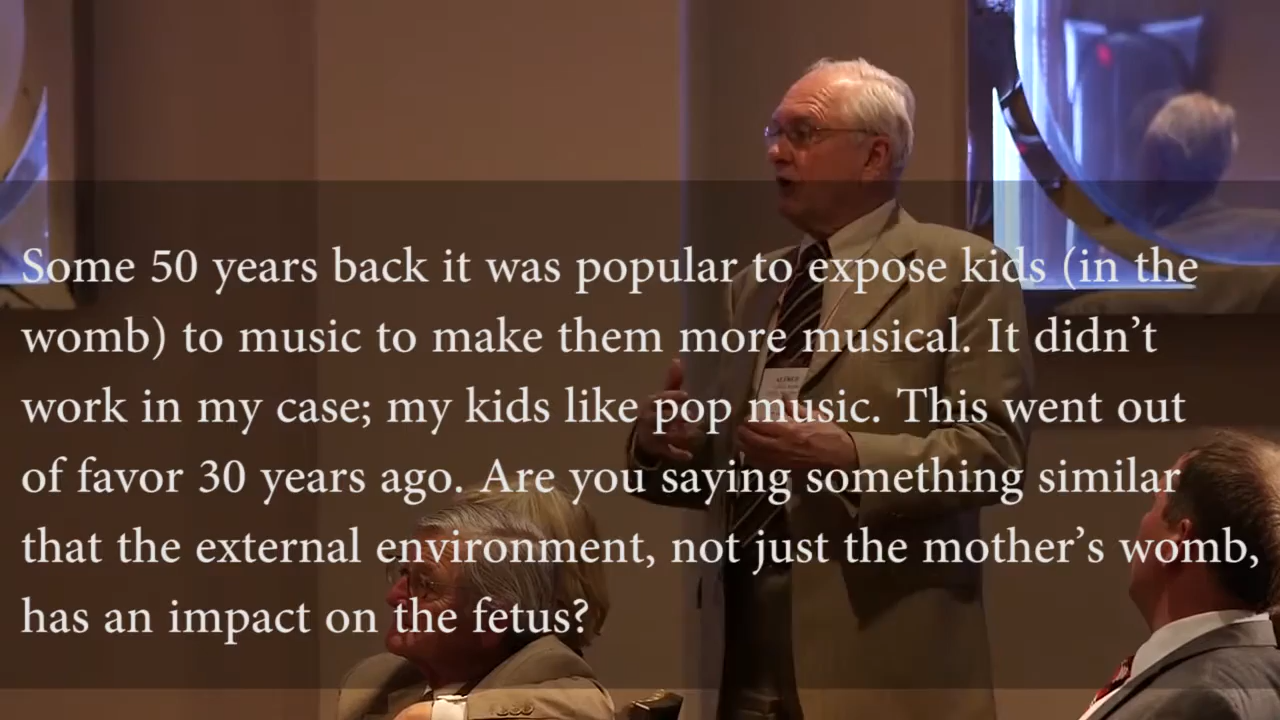 Some 50 years back it was popular to expose kids (in the
womb) to music to make them more musical. It didn’t
work in my case; my kids like pop music. This went out
of favor 30 years ago. Are you saying something similar
that the external environment, not just the mother’s womb,
has an impact on the fetus?